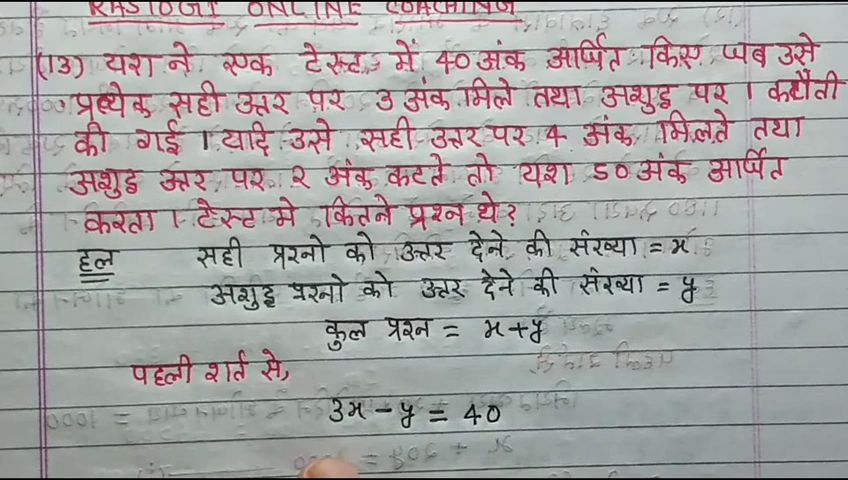 RASTOGI ONLINE COACHING
(13) यश ने एक टेस्ट में 40 अंक अर्जित किए जब उसे
प्रत्येक सही उत्तर पर 3 अंक मिले तथा अशुद्ध पर 1 कटौती
की गई । यदि उसे सही उत्तर पर 4 अंक मिलते तथा
अशुद्ध उत्तर पर 2 अंक कटते तो यश 50 अंक अर्जित
करता । टेस्ट मे कितने प्रश्न थे ?
हल सही प्रश्नो को उत्तर देने की संख्या = x
अशुद्ध प्रश्नो को उत्तर देने की संख्या = y
कुल प्रश्न = x+y
पहली शर्त से,
3x - y = 40